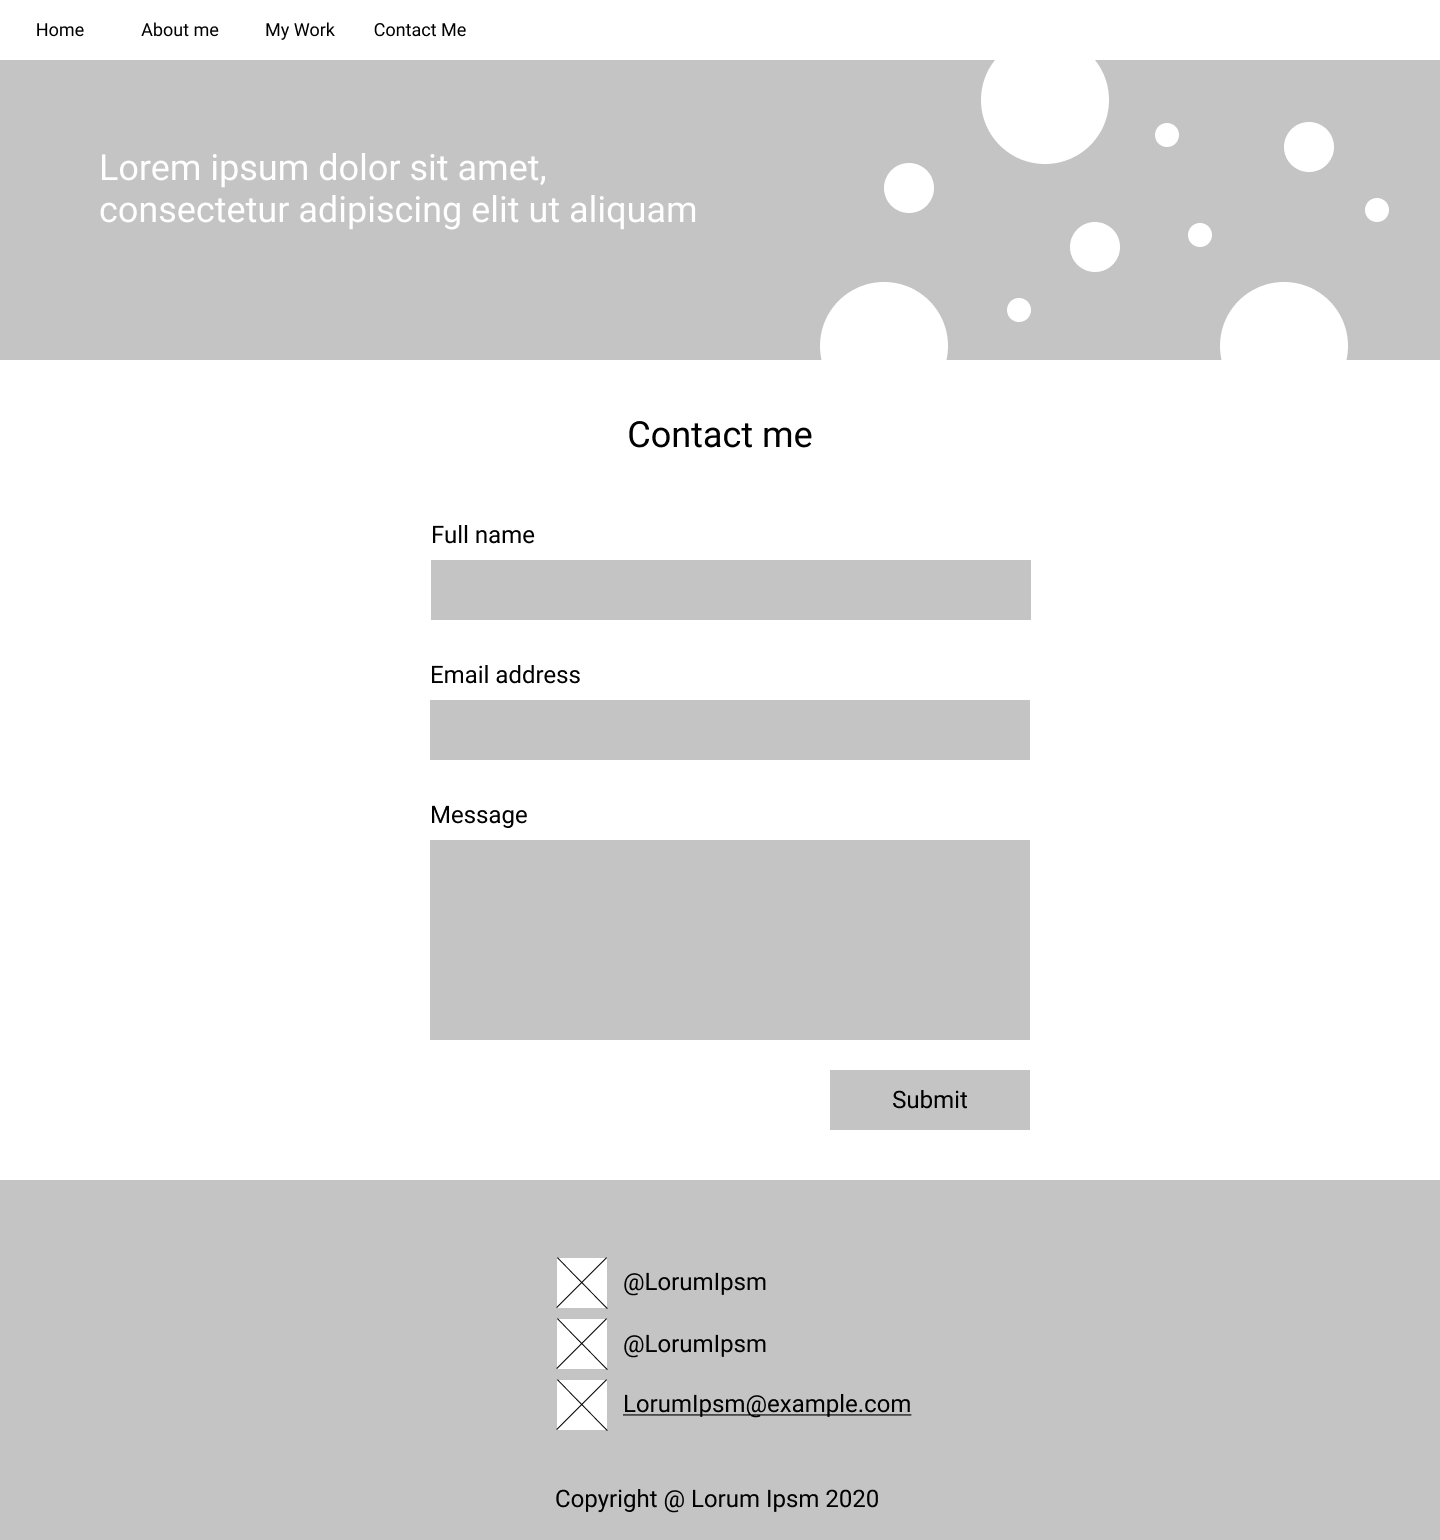 Home About me My Work Contact Me
Lorem ipsum dolor sit amet,
consectetur adipiscing elit ut aliquam
Contact me
Full name
Email address
Message
Submit
@LorumIpsm
@LorumIpsm
LorumIpsm@example.com
Copyright @ Lorum Ipsm 2020